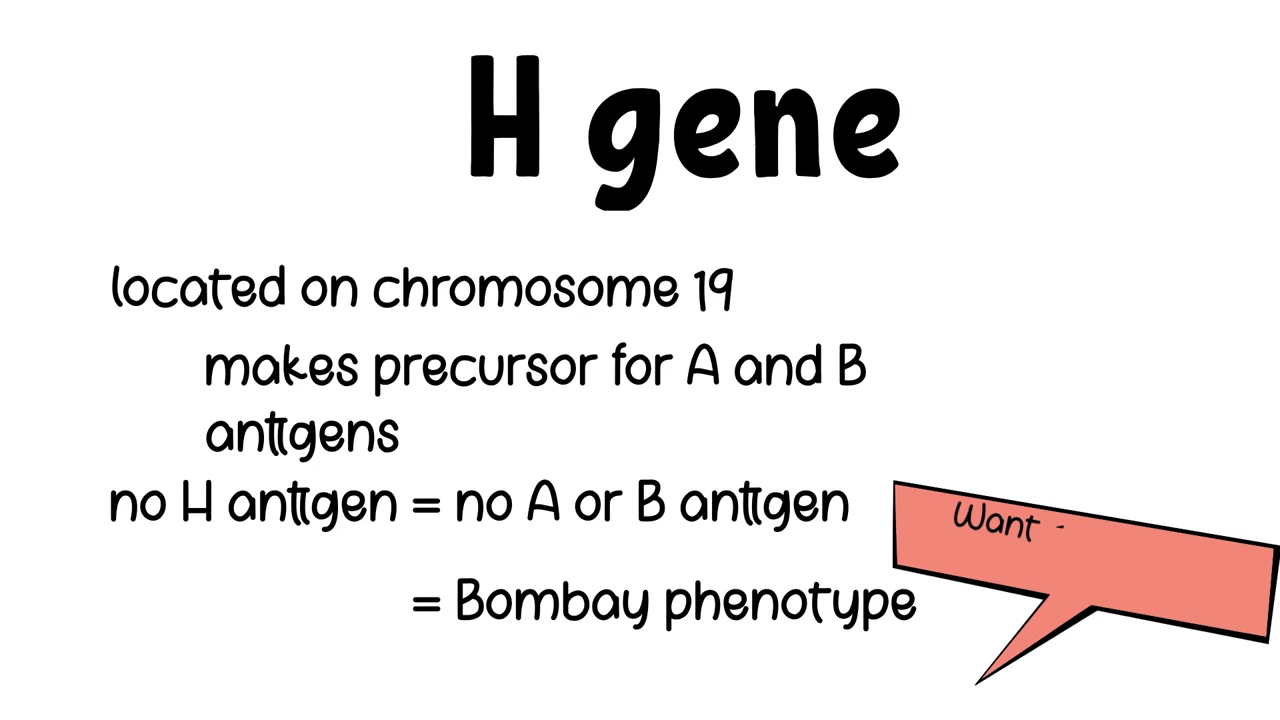 H gene
located on chromosome 19
makes precursor for A and B
antigens
no H antigen = no A or B antigen
= Bombay phenotype
Want